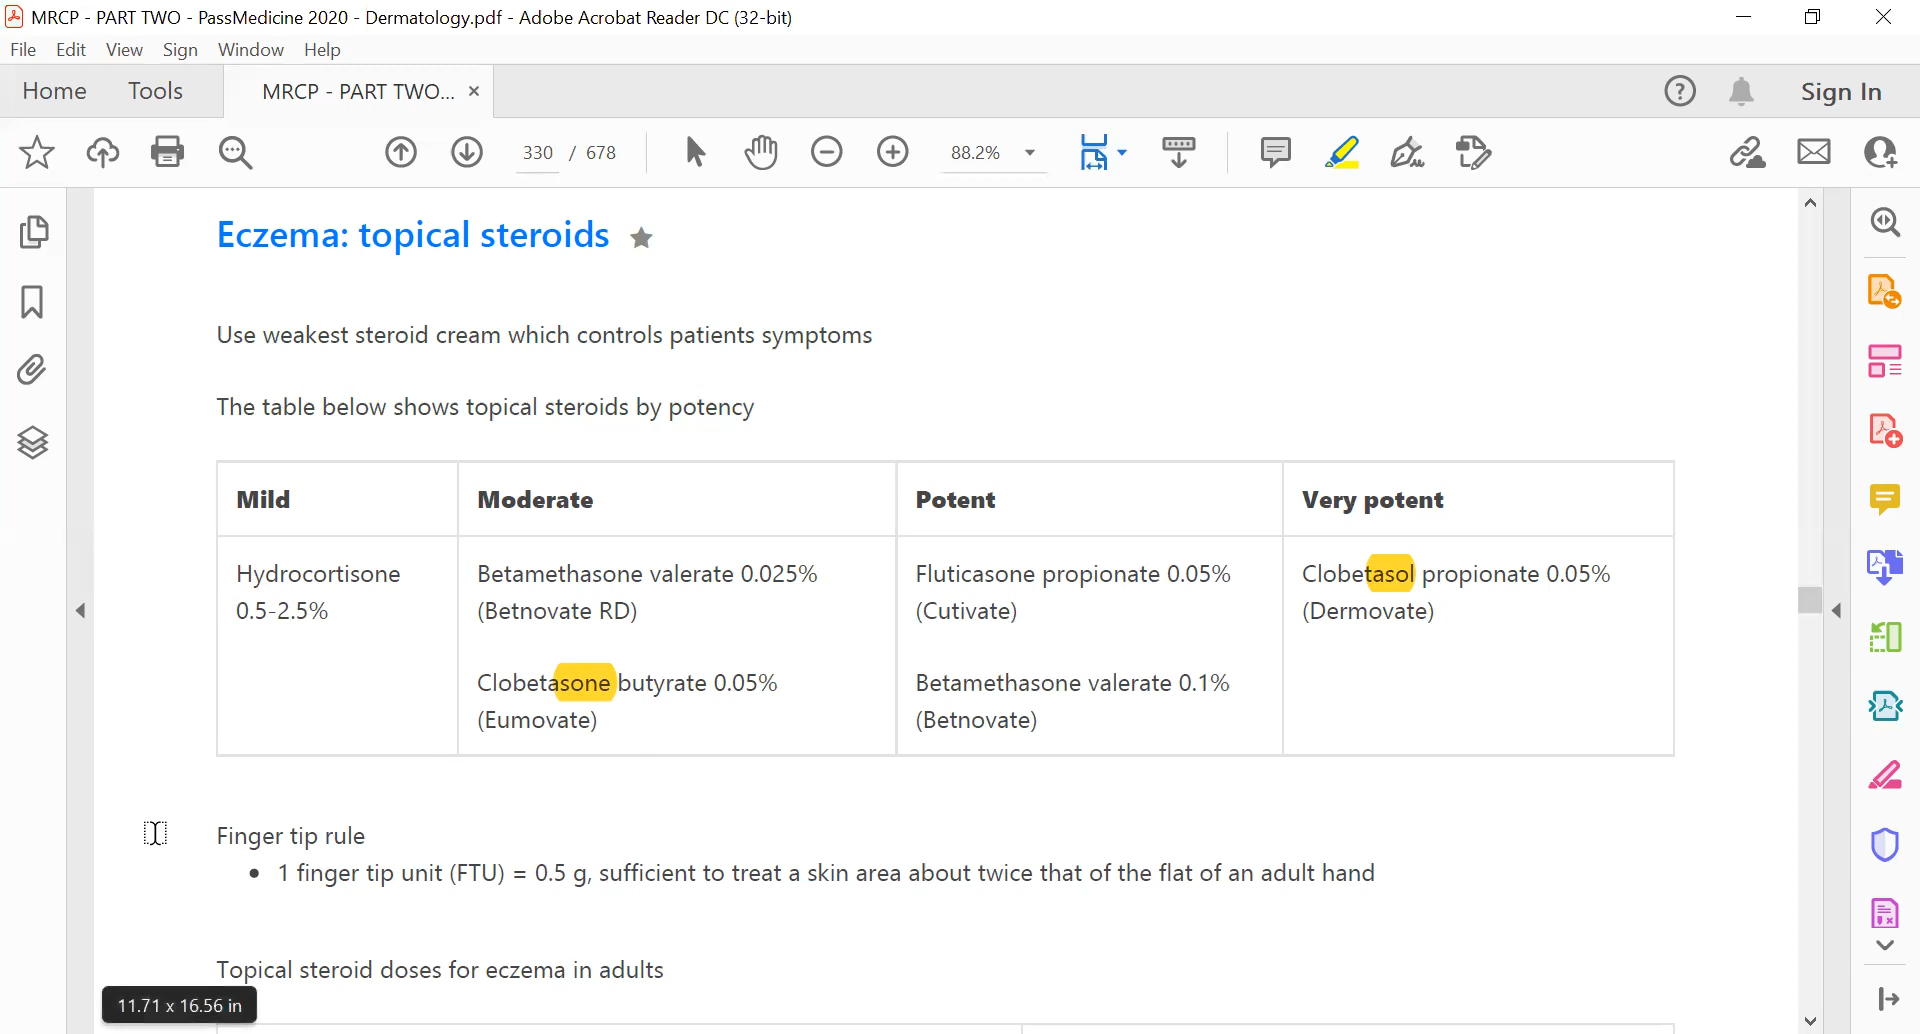 MRCP - PART TWO - PassMedicine 2020 - Dermatology.pdf - Adobe Acrobat Reader DC (32-bit)
File Edit View Sign Window Help
Home Tools MRCP - PART TWO... × Sign In
330 / 678 88.2%
Eczema: topical steroids
Use weakest steroid cream which controls patients symptoms
The table below shows topical steroids by potency
Mild Moderate Potent Very potent
Hydrocortisone Betamethasone valerate 0.025% Fluticasone propionate 0.05% Clobetasol propionate 0.05%
0.5-2.5% (Betnovate RD) (Cutivate) (Dermovate)
Clobetasone butyrate 0.05% Betamethasone valerate 0.1%
(Eumovate) (Betnovate)
Finger tip rule
• 1 finger tip unit (FTU) = 0.5 g, sufficient to treat a skin area about twice that of the flat of an adult hand
Topical steroid doses for eczema in adults
11.71 x 16.56 in